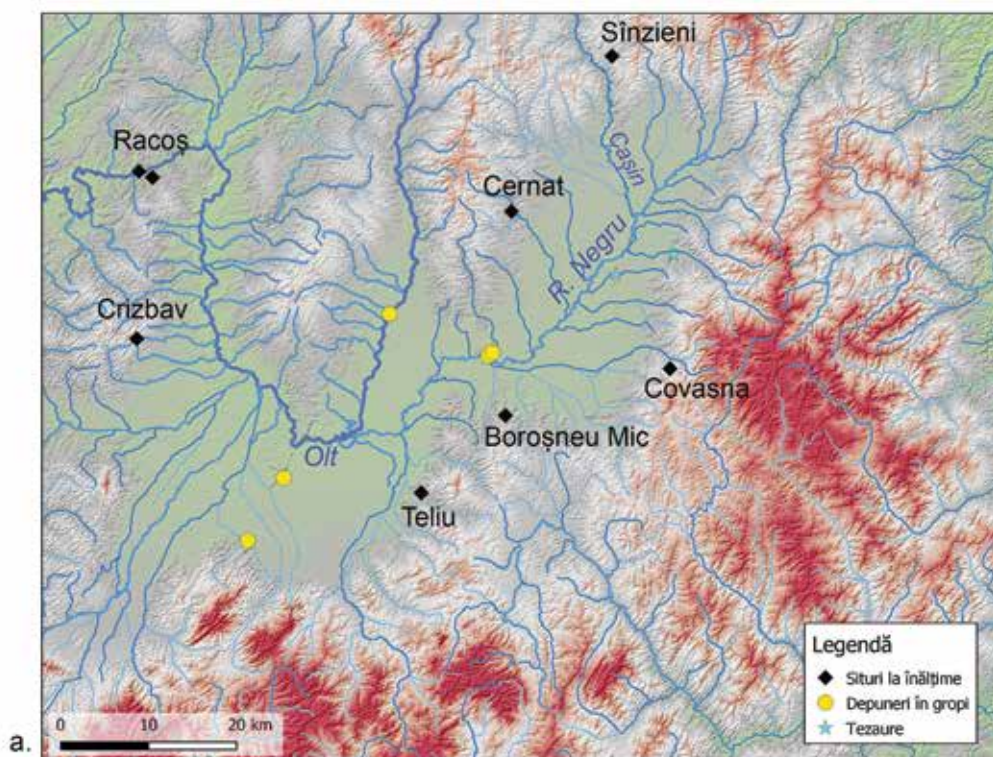 Sînzieni
Racoș
Cașin
Cernat
R. Negru
Crizbav
Covasna
Boroșneu Mic
Olt
Teliu
Legendă
Situri la înălțime
Depuneri în gropi
Tezaure
0 10 20 km
a.